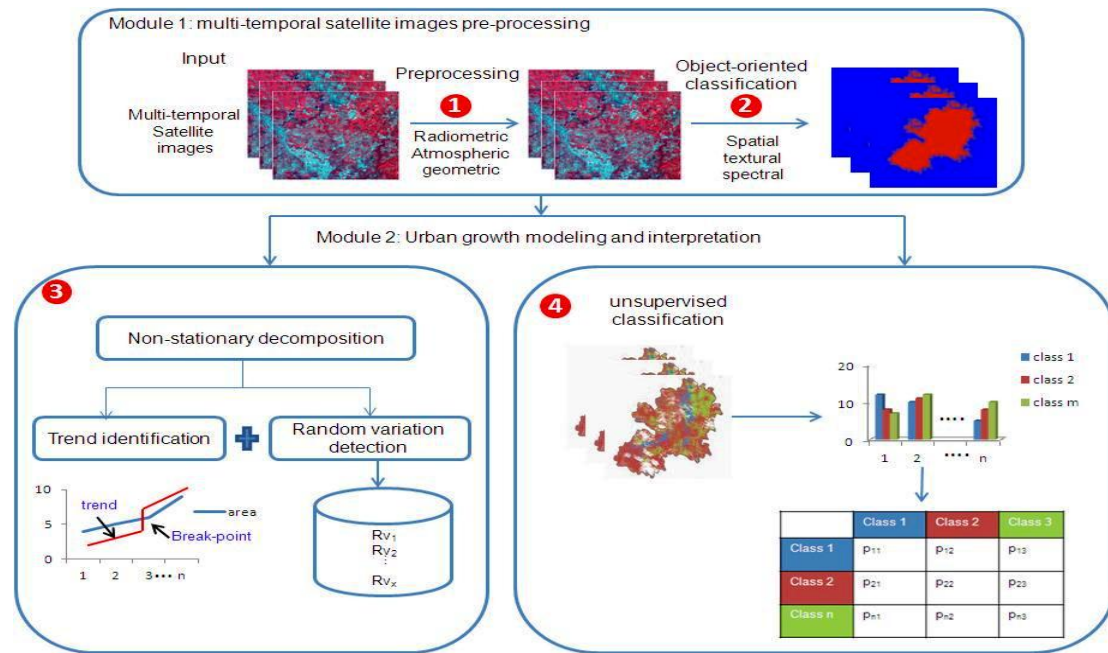 Module 1: multi-temporal satellite images pre-processing
Input
Multi-temporal
Satellite
images
Preprocessing
1
Radiometric
Atmospheric
geometric
Object-oriented
classification
2
Spatial
textural
spectral
Module 2: Urban growth modeling and interpretation
3
Non-stationary decomposition
Trend identification
Random variation
detection
10
5
0
trend
area
Break-point
1 2 3 ••• n
Rv1
Rv2
⋮
Rvx
4
unsupervised
classification
20
10
0
class 1
class 2
class m
••••
1 2 •••• n
Class 1 Class 2 Class 3
Class 1 p11 p12 p13
Class 2 p21 p22 p23
Class n pn1 pn2 pn3